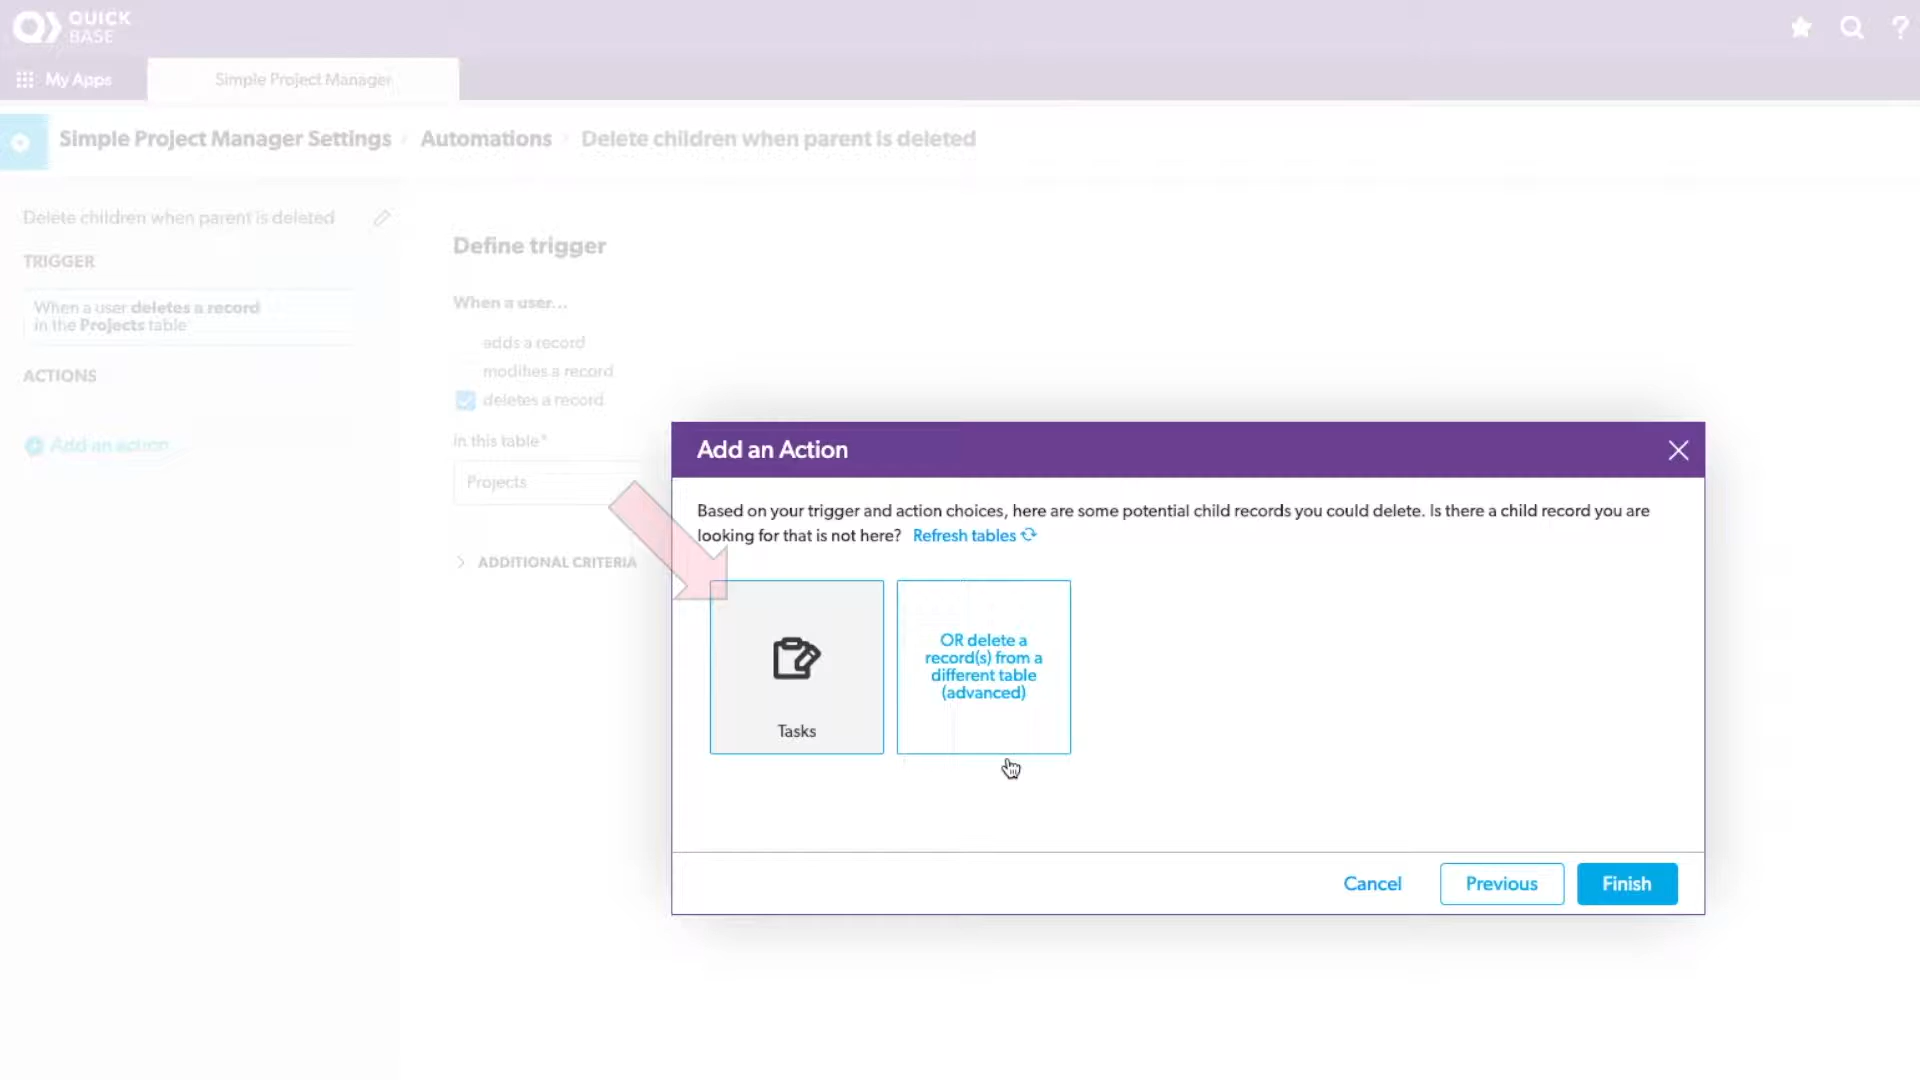 QUICK
BASE
My Apps
Simple Project Manager
Simple Project Manager Settings
Automations
Delete children when parent is deleted
Delete children when parent is deleted
TRIGGER
When a user deletes a record
in the Projects table
ACTIONS
Add an action
Define trigger
When a user...
adds a record
modifies a record
deletes a record
In this table*
Projects
ADDITIONAL CRITERIA
Add an Action
Based on your trigger and action choices, here are some potential child records you could delete. Is there a child record you are
looking for that is not here? Refresh tables
Tasks
OR delete a
record(s) from a
different table
(advanced)
Cancel
Previous
Finish